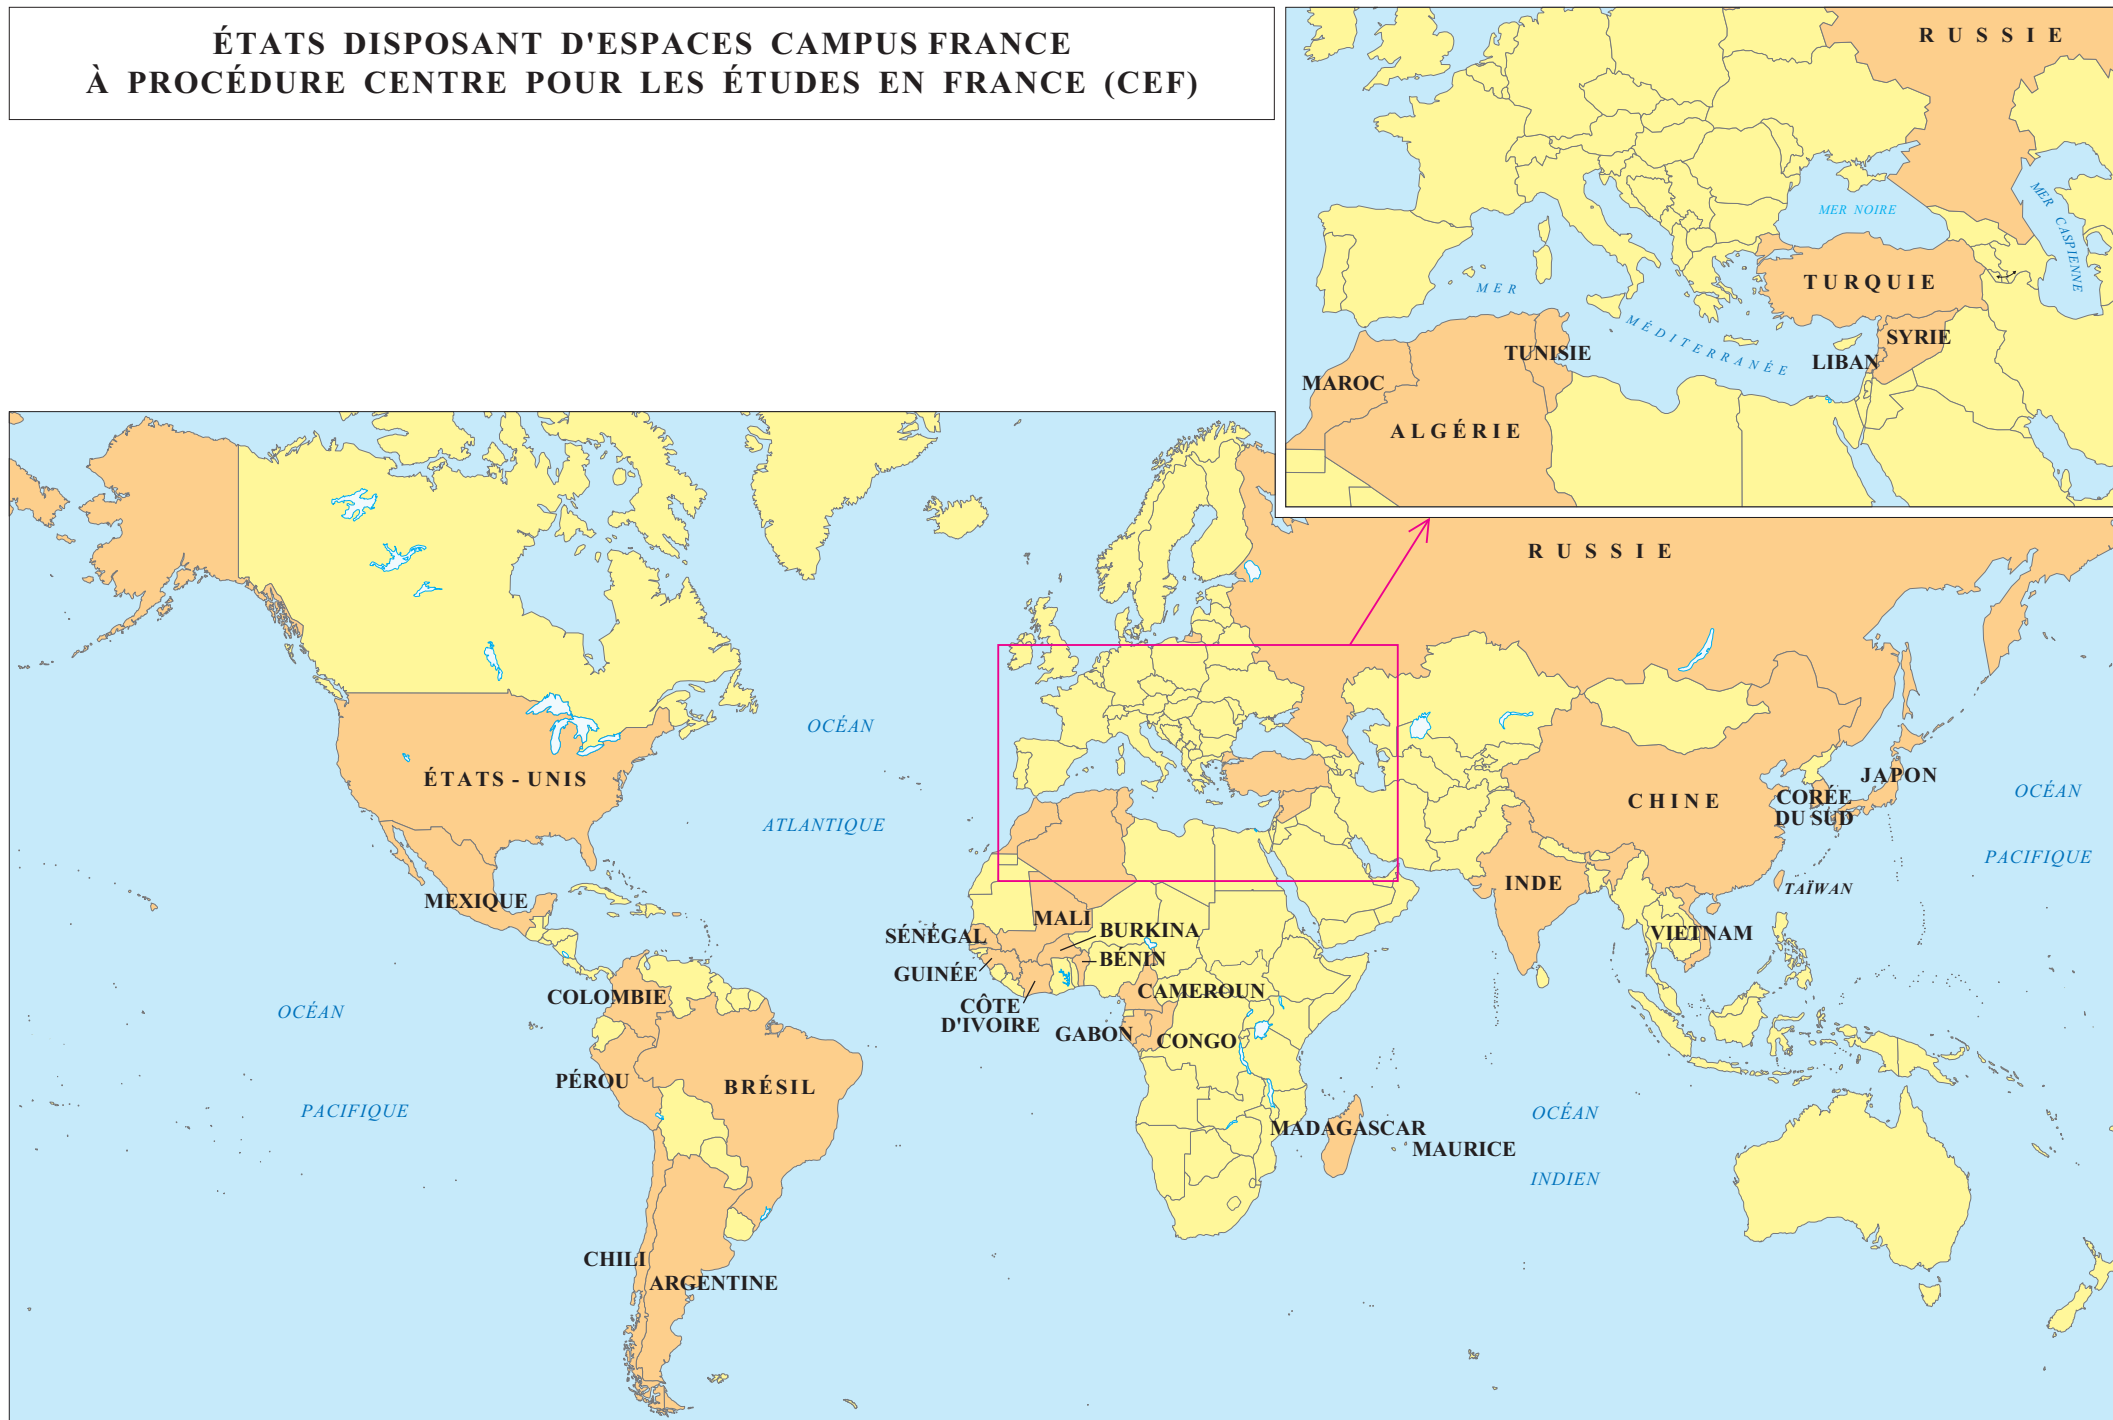 ÉTATS DISPOSANT D'ESPACES CAMPUS FRANCE
À PROCÉDURE CENTRE POUR LES ÉTUDES EN FRANCE (CEF)
RUSSIE
MER NOIRE
MER CASPIENNE
TURQUIE
MER
MÉDITERRANÉE
SYRIE
TUNISIE
LIBAN
MAROC
ALGÉRIE
RUSSIE
OCÉAN
ATLANTIQUE
ÉTATS - UNIS
CHINE
JAPON
CORÉE
DU SUD
OCÉAN
PACIFIQUE
INDE
TAÏWAN
MEXIQUE
MALI
SÉNÉGAL
BURKINA
BÉNIN
VIETNAM
GUINÉE
COLOMBIE
CAMEROUN
CÔTE
D'IVOIRE
GABON
CONGO
OCÉAN
PACIFIQUE
PÉROU
BRÉSIL
OCÉAN
INDIEN
MADAGASCAR
MAURICE
CHILI
ARGENTINE